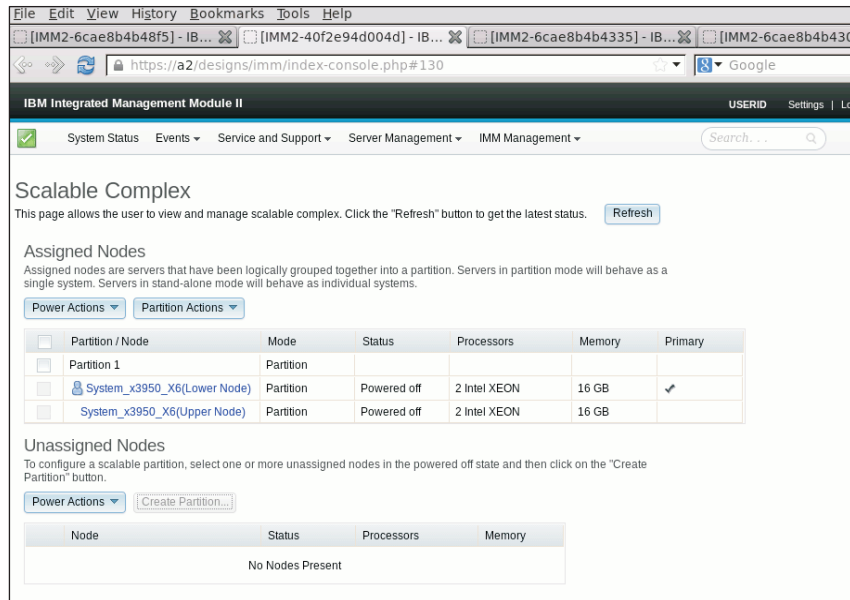 File Edit View History Bookmarks Tools Help
[IMM2-6cae8b4b48f5] - IB... [IMM2-40f2e94d004d] - IB... [IMM2-6cae8b4b4335] - IB... [IMM2-6cae8b4b430
https://a2/designs/imm/index-console.php#130 Google
IBM Integrated Management Module II USERID Settings | Lo
System Status Events Service and Support Server Management IMM Management Search...
Scalable Complex
This page allows the user to view and manage scalable complex. Click the "Refresh" button to get the latest status. Refresh
Assigned Nodes
Assigned nodes are servers that have been logically grouped together into a partition. Servers in partition mode will behave as a
single system. Servers in stand-alone mode will behave as individual systems.
Power Actions Partition Actions
Partition / Node Mode Status Processors Memory Primary
Partition 1 Partition
System_x3950_X6(Lower Node) Partition Powered off 2 Intel XEON 16 GB
System_x3950_X6(Upper Node) Partition Powered off 2 Intel XEON 16 GB
Unassigned Nodes
To configure a scalable partition, select one or more unassigned nodes in the powered off state and then click on the "Create
Partition" button.
Power Actions Create Partition...
Node Status Processors Memory
No Nodes Present